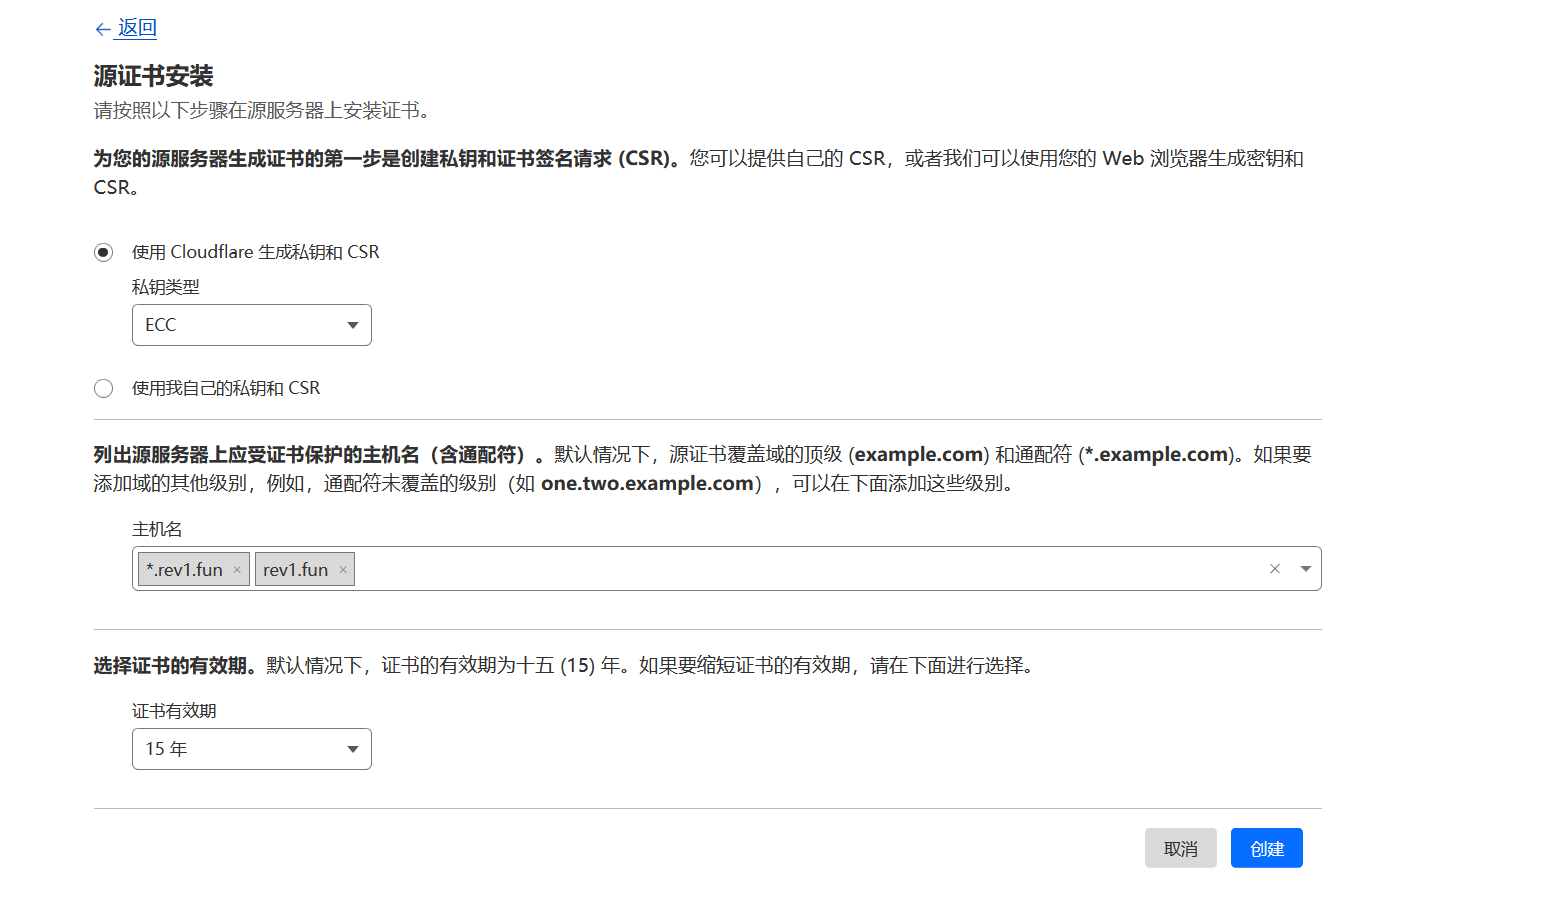 ← 返回
源证书安装
请按照以下步骤在源服务器上安装证书。
为您的源服务器生成证书的第一步是创建私钥和证书签名请求 (CSR)。您可以提供自己的 CSR，或者我们可以使用您的 Web 浏览器生成密钥和
CSR。
使用 Cloudflare 生成私钥和 CSR
私钥类型
ECC
使用我自己的私钥和 CSR
列出源服务器上应受证书保护的主机名（含通配符）。默认情况下，源证书覆盖域的顶级 (example.com) 和通配符 (*.example.com)。如果要
添加域的其他级别，例如，通配符未覆盖的级别（如 one.two.example.com），可以在下面添加这些级别。
主机名
*.rev1.fun × rev1.fun ×
选择证书的有效期。默认情况下，证书的有效期为十五 (15) 年。如果要缩短证书的有效期，请在下面进行选择。
证书有效期
15 年
取消 创建